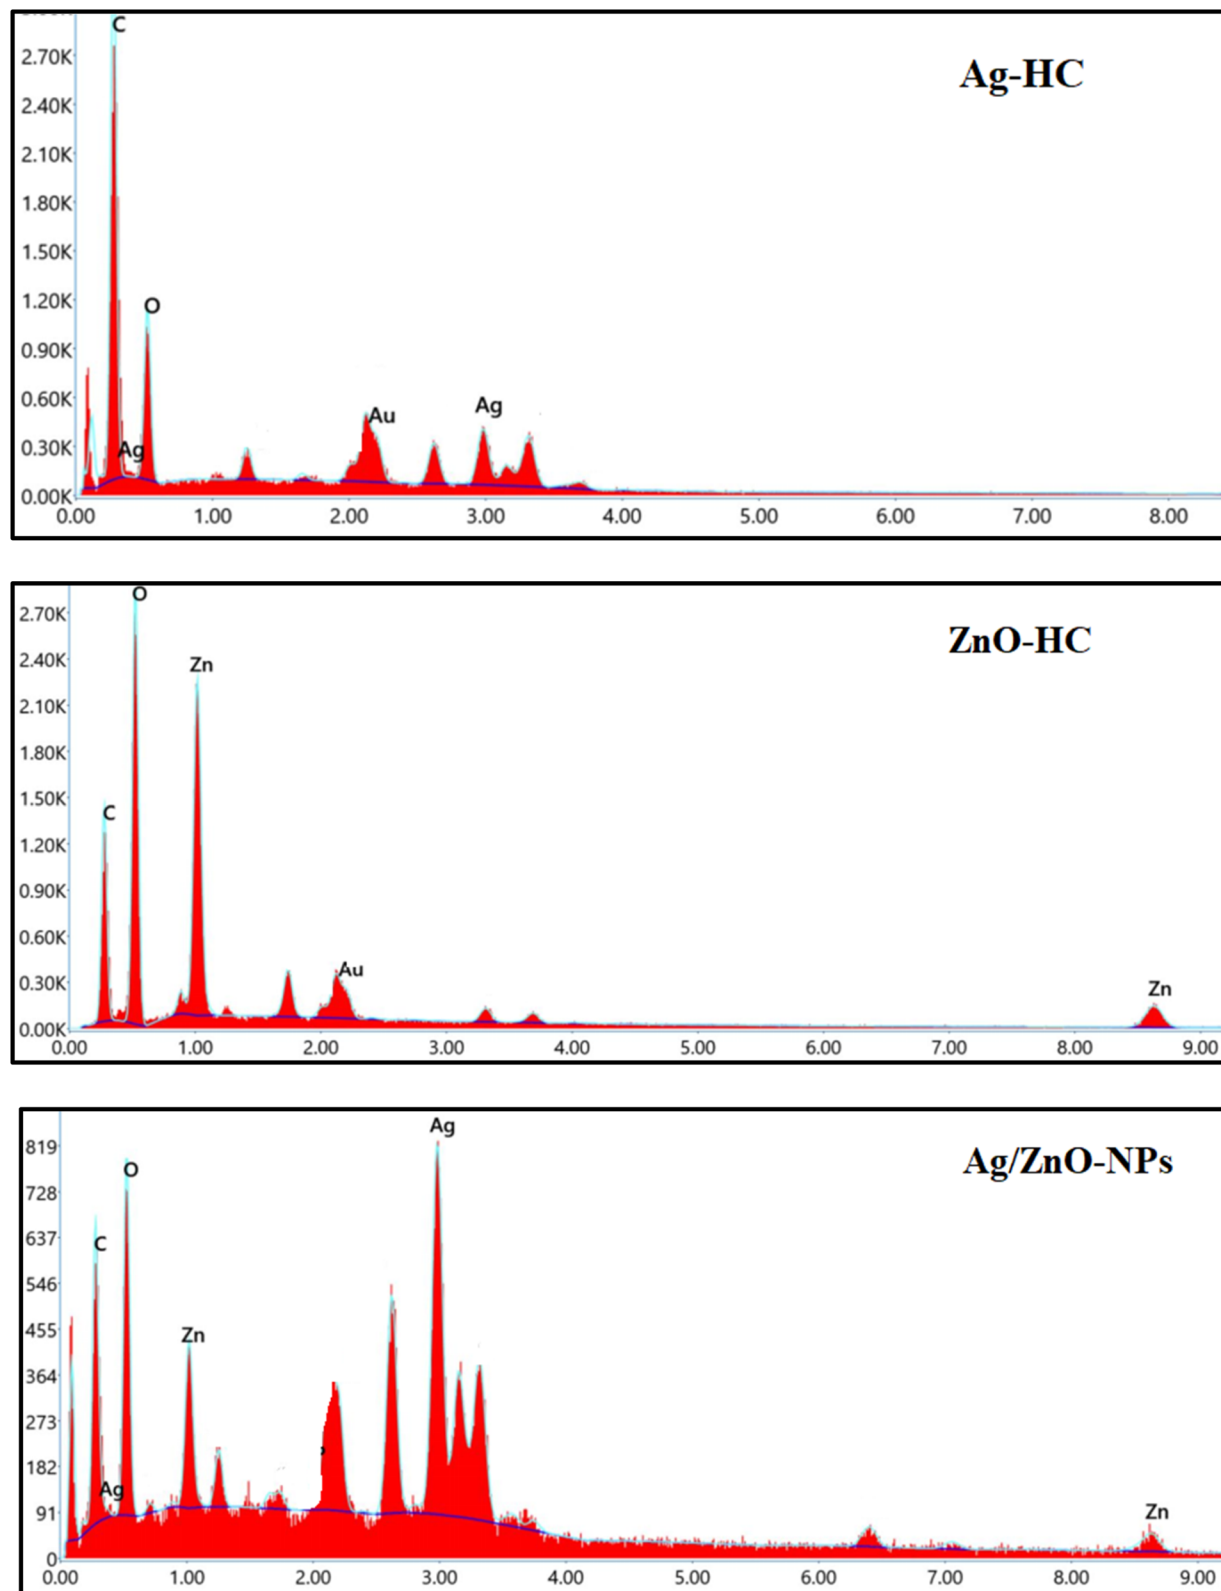 C
Ag-HC
2.70K
2.40K
2.10K
1.80K
1.50K
1.20K
O
0.90K
0.60K
Au
Ag
0.30K
Ag
0.00K
0.00 1.00 2.00 3.00 4.00 5.00 6.00 7.00 8.00
O
2.70K
ZnO-HC
2.40K
Zn
2.10K
1.80K
1.50K
C
1.20K
0.90K
0.60K
Au
0.30K
Zn
0.00K
0.00 1.00 2.00 3.00 4.00 5.00 6.00 7.00 8.00 9.00
Ag
819
Ag/ZnO-NPs
O
728
637
C
546
455
Zn
364
273
182
Ag
91
Zn
0
0.00 1.00 2.00 3.00 4.00 5.00 6.00 7.00 8.00 9.00